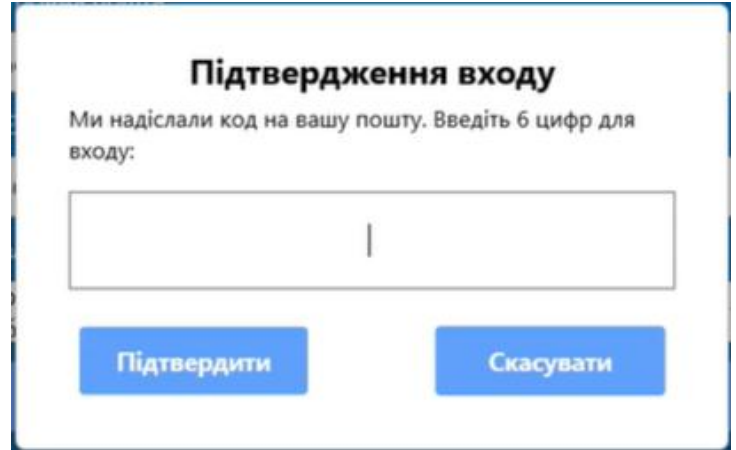 Підтвердження входу
Ми надіслали код на вашу пошту. Введіть 6 цифр для
входу:
Підтвердити
Скасувати